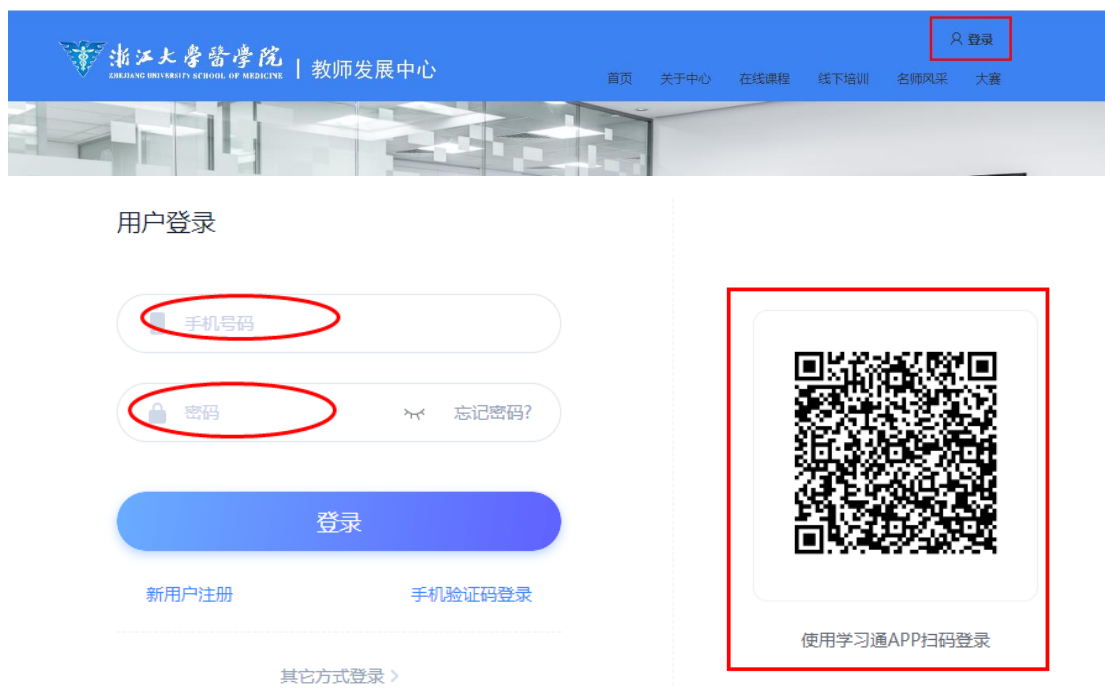 登录
浙江大學醫學院
ZHEJIANG UNIVERSITY SCHOOL OF MEDICINE
教师发展中心
首页 关于中心 在线课程 线下培训 名师风采 大赛
用户登录
手机号码
密码 忘记密码?
登录
新用户注册 手机验证码登录
其它方式登录
使用学习通APP扫码登录